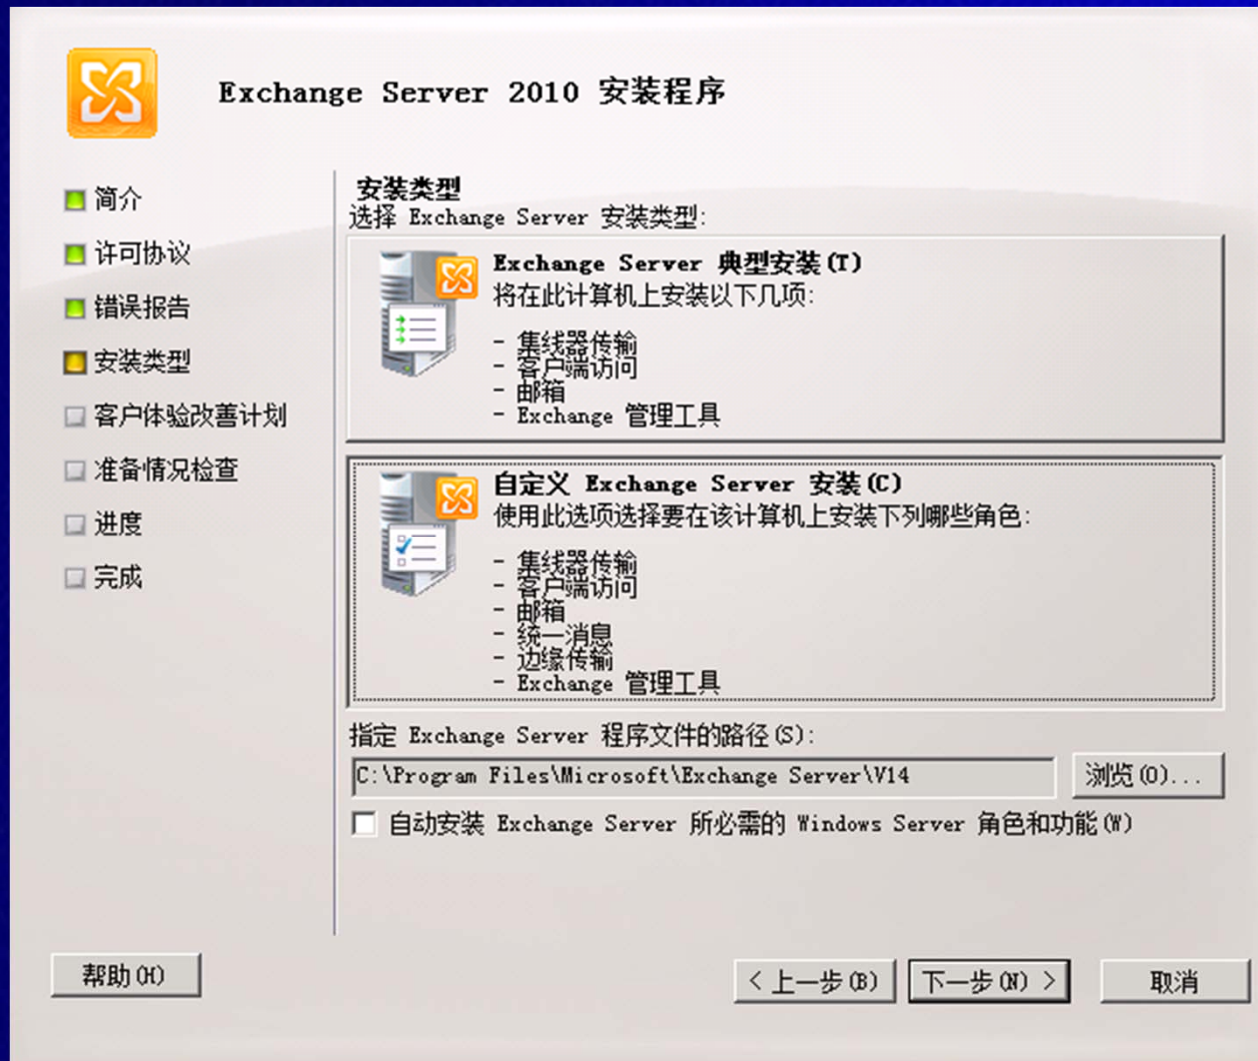 Exchange Server 2010 安装程序
简介
许可协议
错误报告
安装类型
客户体验改善计划
准备情况检查
进度
完成
安装类型
选择 Exchange Server 安装类型:
Exchange Server 典型安装(T)
将在此计算机上安装以下几项:
- 集线器传输
- 客户端访问
- 邮箱
- Exchange 管理工具
自定义 Exchange Server 安装(C)
使用此选项选择要在该计算机上安装下列哪些角色:
- 集线器传输
- 客户端访问
- 邮箱
- 统一消息
- 边缘传输
- Exchange 管理工具
指定 Exchange Server 程序文件的路径(S):
C:\Program Files\Microsoft\Exchange Server\V14
浏览(O)...
自动安装 Exchange Server 所必需的 Windows Server 角色和功能(W)
帮助(H)
< 上一步(B)
下一步(N) >
取消